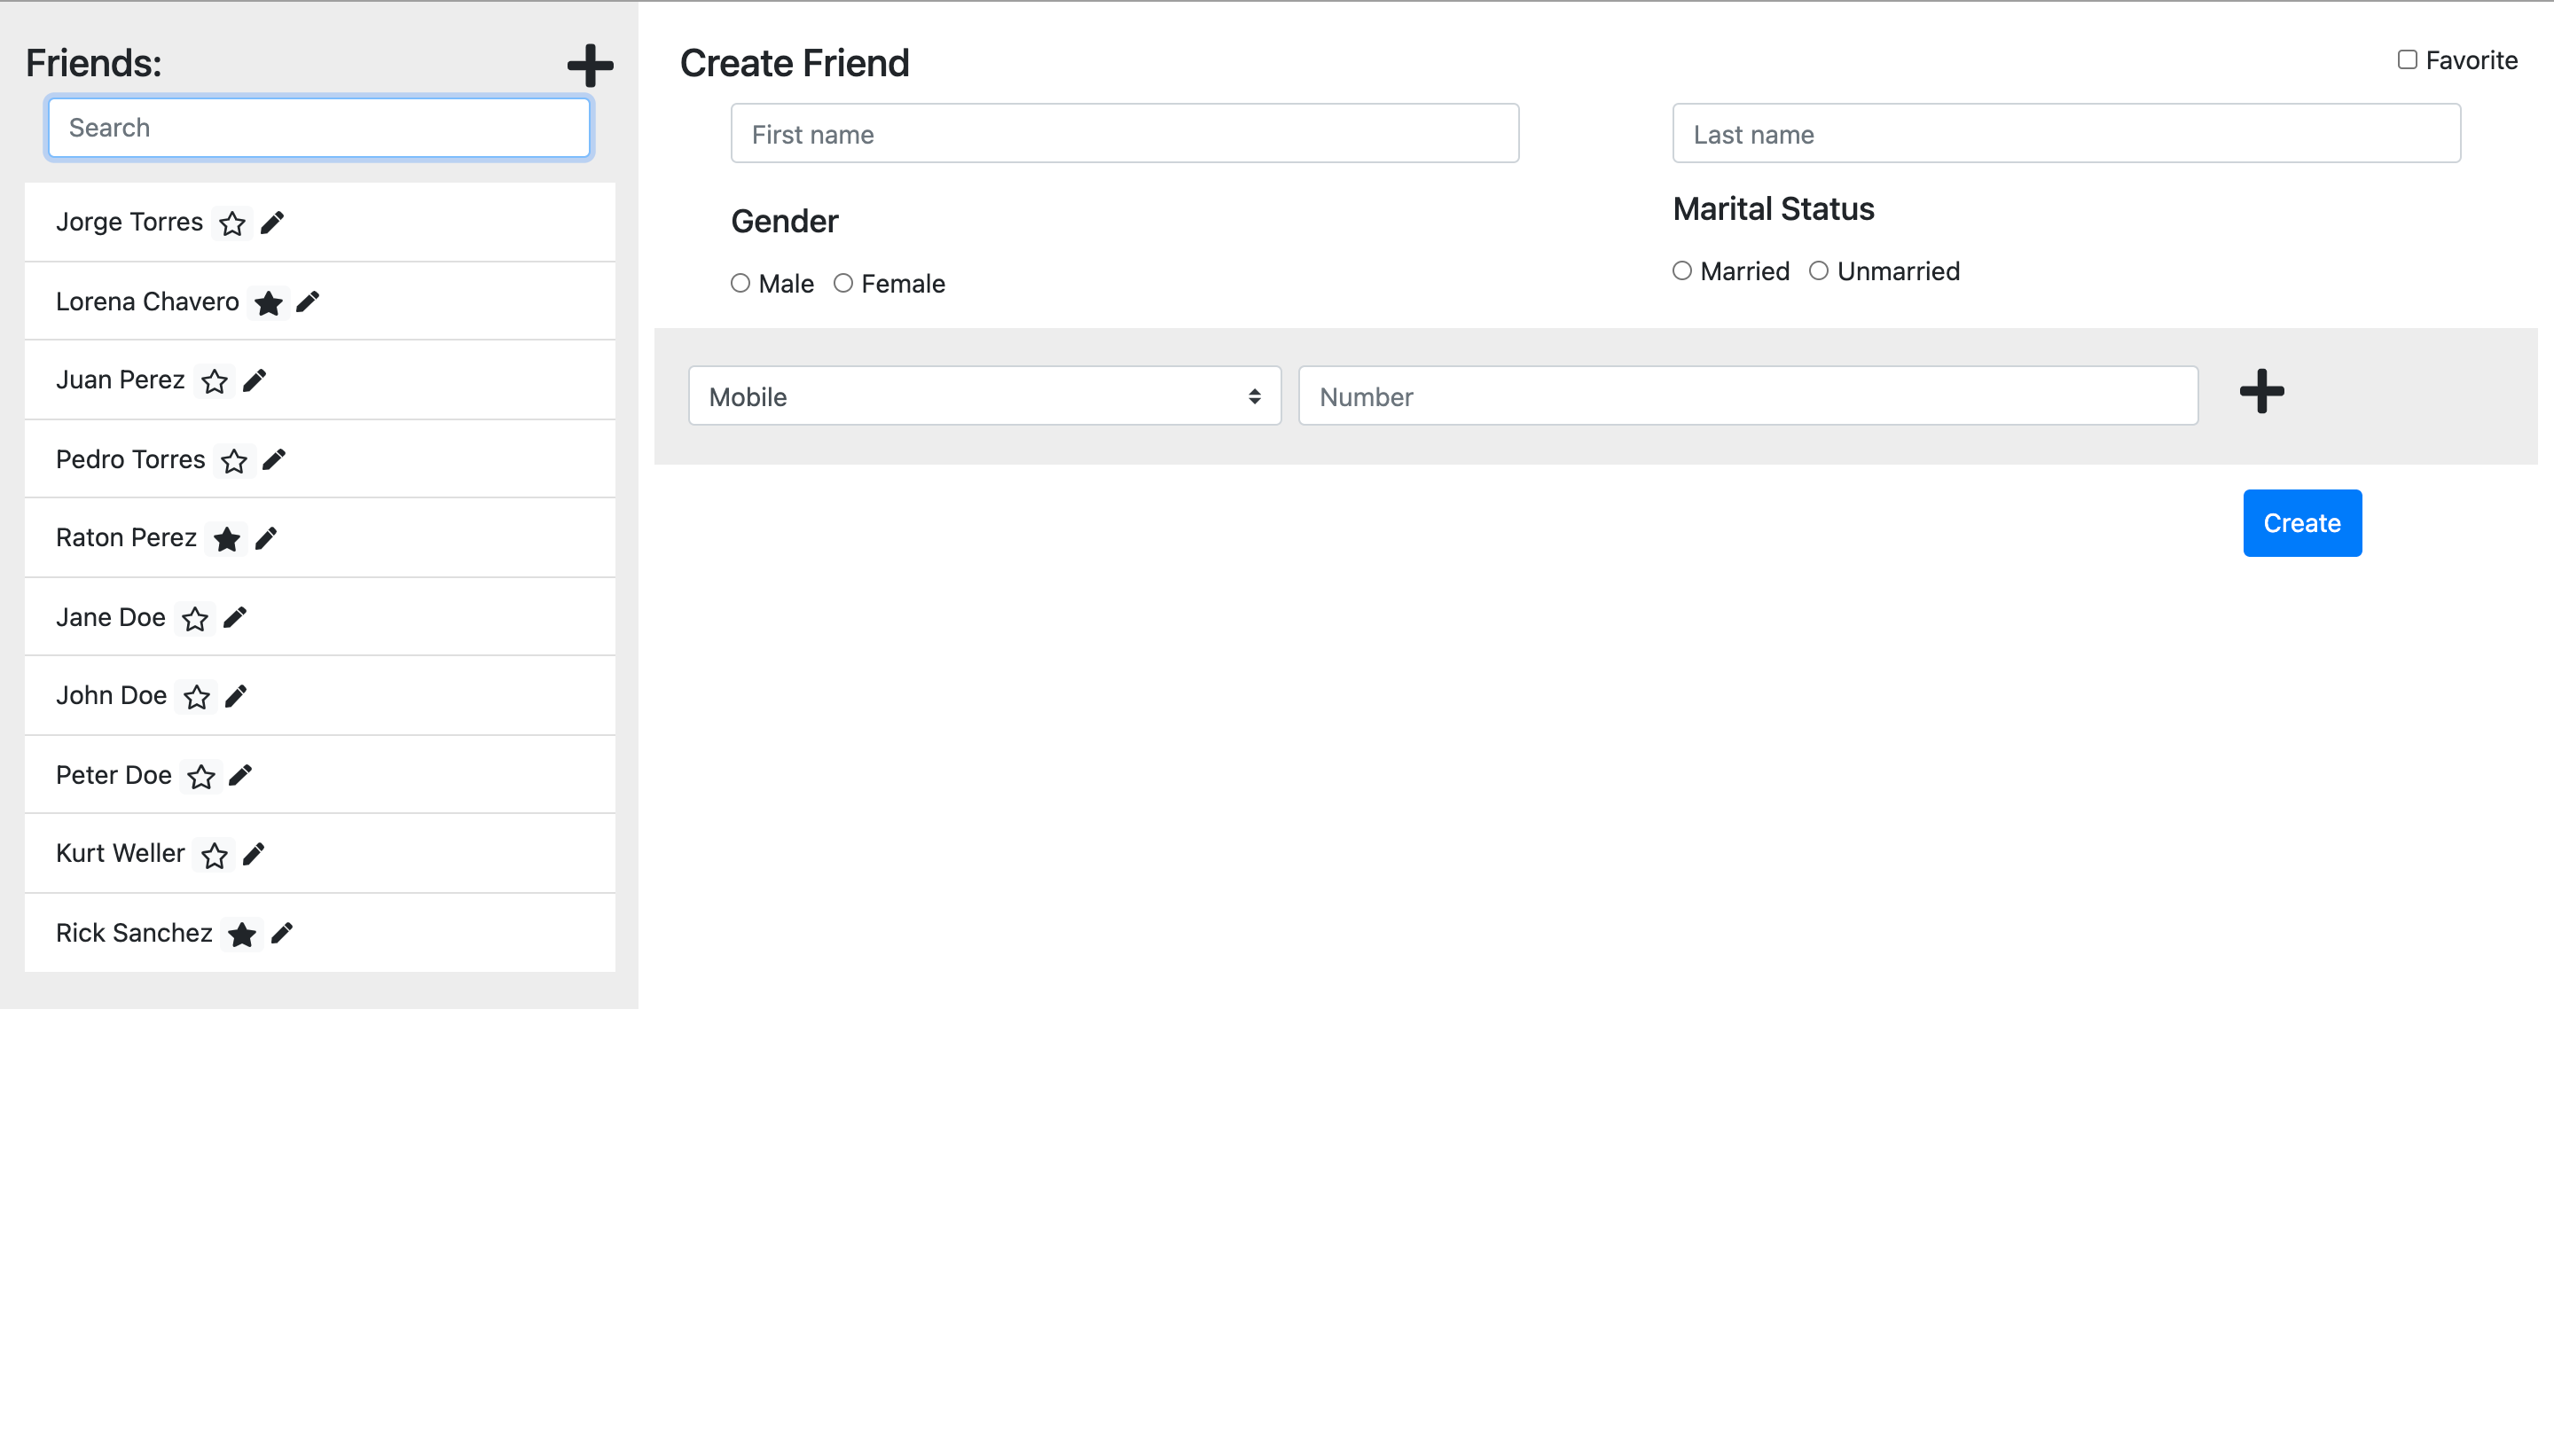 Friends:
Search
Jorge Torres
Lorena Chavero
Juan Perez
Pedro Torres
Raton Perez
Jane Doe
John Doe
Peter Doe
Kurt Weller
Rick Sanchez
Create Friend
Favorite
First name
Last name
Gender
Male Female
Marital Status
Married Unmarried
Mobile
Number
Create